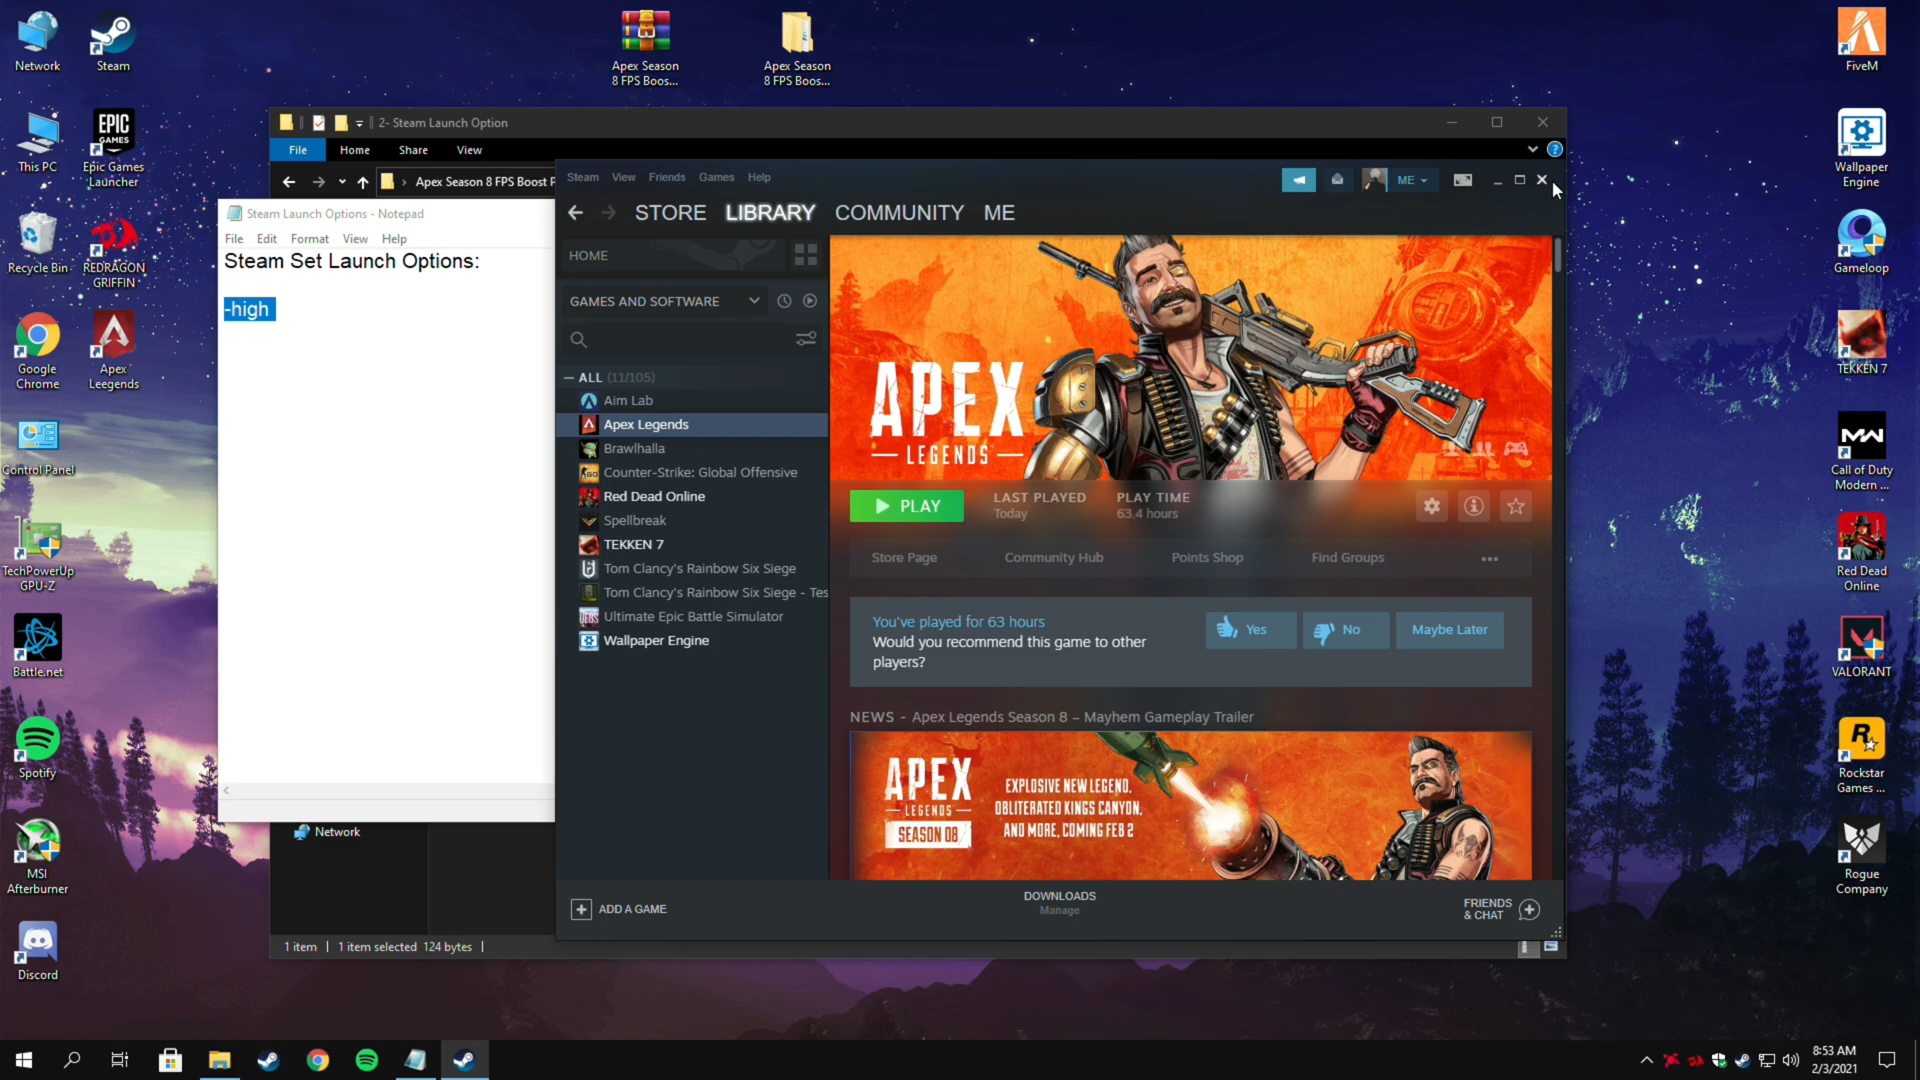 Network
Steam
Apex Season
8 FPS Boos...
Apex Season
8 FPS Boos...
FiveM
This PC
EPIC
GAMES
Epic Games
Launcher
Wallpaper
Engine
Recycle Bin
REDRAGON
GRIFFIN
Gameloop
Google
Chrome
Apex
Leegends
TEKKEN 7
Control Panel
Call of Duty
Modern ...
TechPowerUp
GPU-Z
Red Dead
Online
Battle.net
VALORANT
Spotify
Rockstar
Games ...
MSI
Afterburner
Rogue
Company
Discord
2- Steam Launch Option
File
Home
Share
View
Apex Season 8 FPS Boost P
Steam Launch Options - Notepad
File Edit Format View Help
Steam Set Launch Options:
-high
Network
1 item
1 item selected 124 bytes
Steam View Friends Games Help
ME
STORE LIBRARY COMMUNITY ME
HOME
GAMES AND SOFTWARE
ALL (11/105)
Aim Lab
Apex Legends
Brawlhalla
Counter-Strike: Global Offensive
Red Dead Online
Spellbreak
TEKKEN 7
Tom Clancy's Rainbow Six Siege
Tom Clancy's Rainbow Six Siege - Tes
Ultimate Epic Battle Simulator
Wallpaper Engine
APEX
LEGENDS
PLAY
LAST PLAYED
Today
PLAY TIME
63.4 hours
Store Page
Community Hub
Points Shop
Find Groups
You've played for 63 hours
Would you recommend this game to other
players?
Yes
No
Maybe Later
NEWS - Apex Legends Season 8 – Mayhem Gameplay Trailer
APEX
LEGENDS
SEASON 08
EXPLOSIVE NEW LEGEND.
OBLITERATED KINGS CANYON.
AND MORE, COMING FEB 2
ADD A GAME
DOWNLOADS
Manage
FRIENDS
& CHAT
8:53 AM
2/3/2021